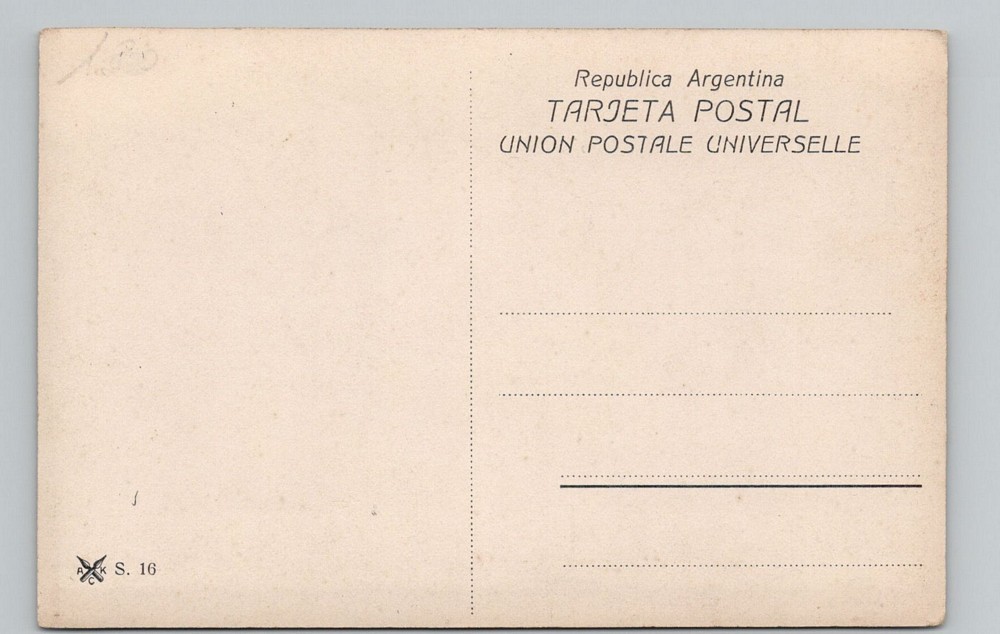 Republica Argentina
TARJETA POSTAL
UNION POSTALE UNIVERSELLE
A K
C
S. 16